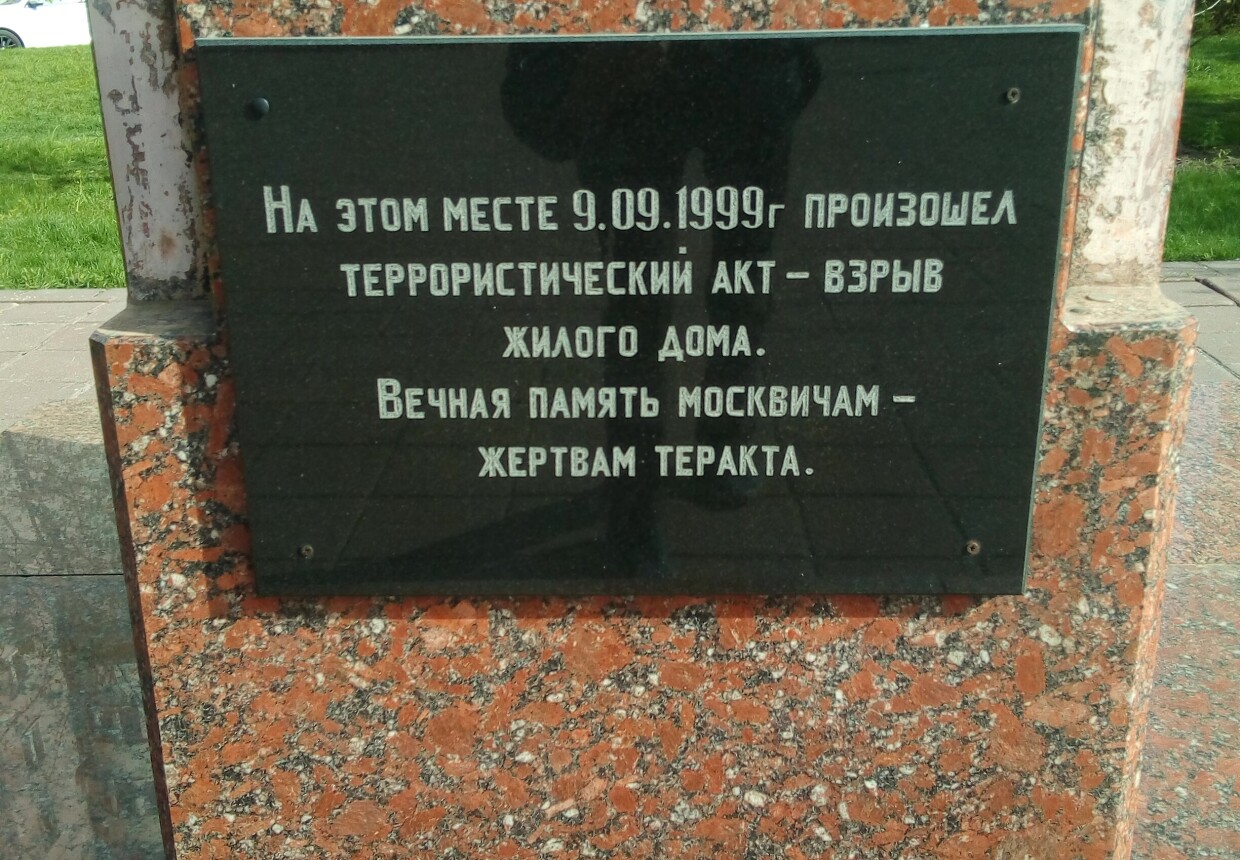 На этом месте 9.09.1999г произошел
террористический акт – взрыв
жилого дома.
Вечная память москвичам –
жертвам теракта.